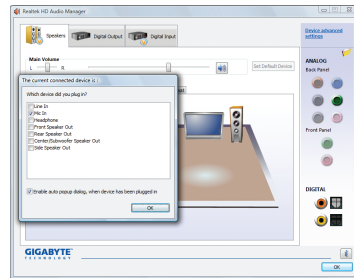 Realtek HD Audio Manager
Speakers
Digital Output
Digital Input
Device advanced settings
Main Volume
L
R
Set Default Device
ANALOG
Back Panel
The current connected device is :
Which device did you plug in?
Line In
Mic In
Headphone
Front Speaker Out
Rear Speaker Out
Center/Subwoofer Speaker Out
Side Speaker Out
Enable auto popup dialog, when device has been plugged in
OK
Front Panel
DIGITAL
GIGABYTE
TECHNOLOGY
OK